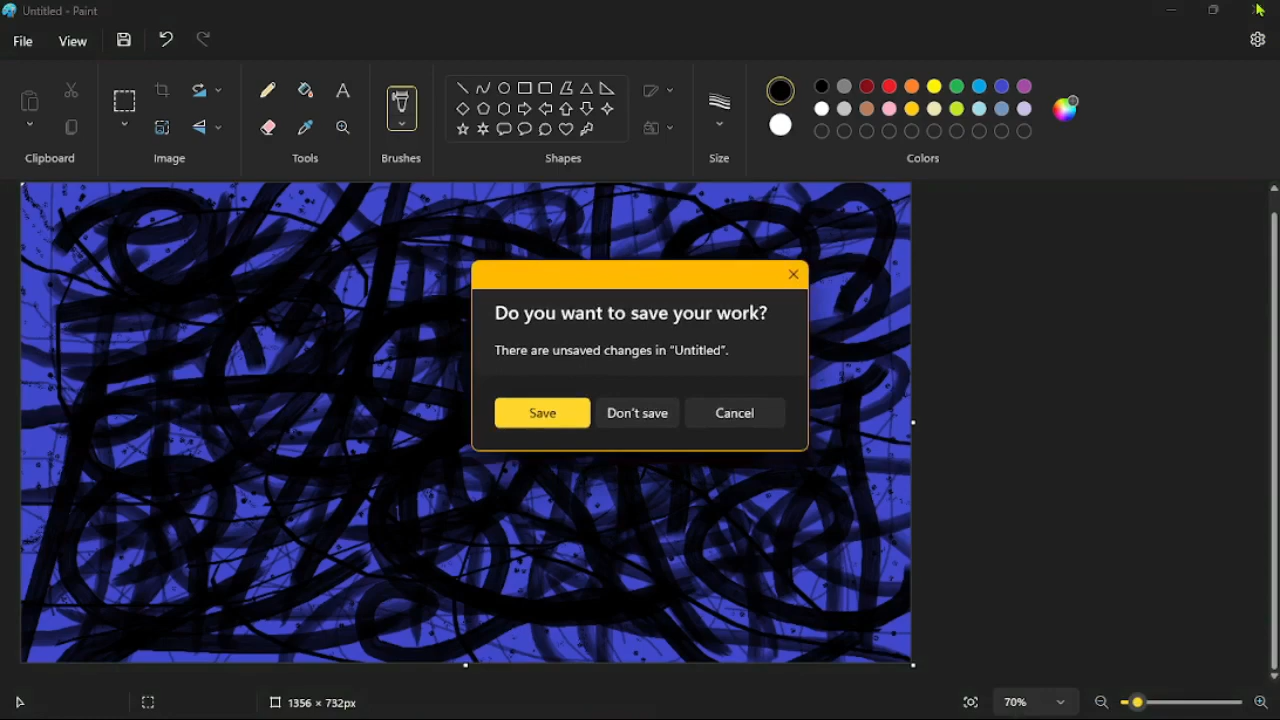 Untitled - Paint
File View
Clipboard Image Tools Brushes Shapes Size Colors
Do you want to save your work?
There are unsaved changes in "Untitled".
Save Don't save Cancel
1356 × 732px 70%